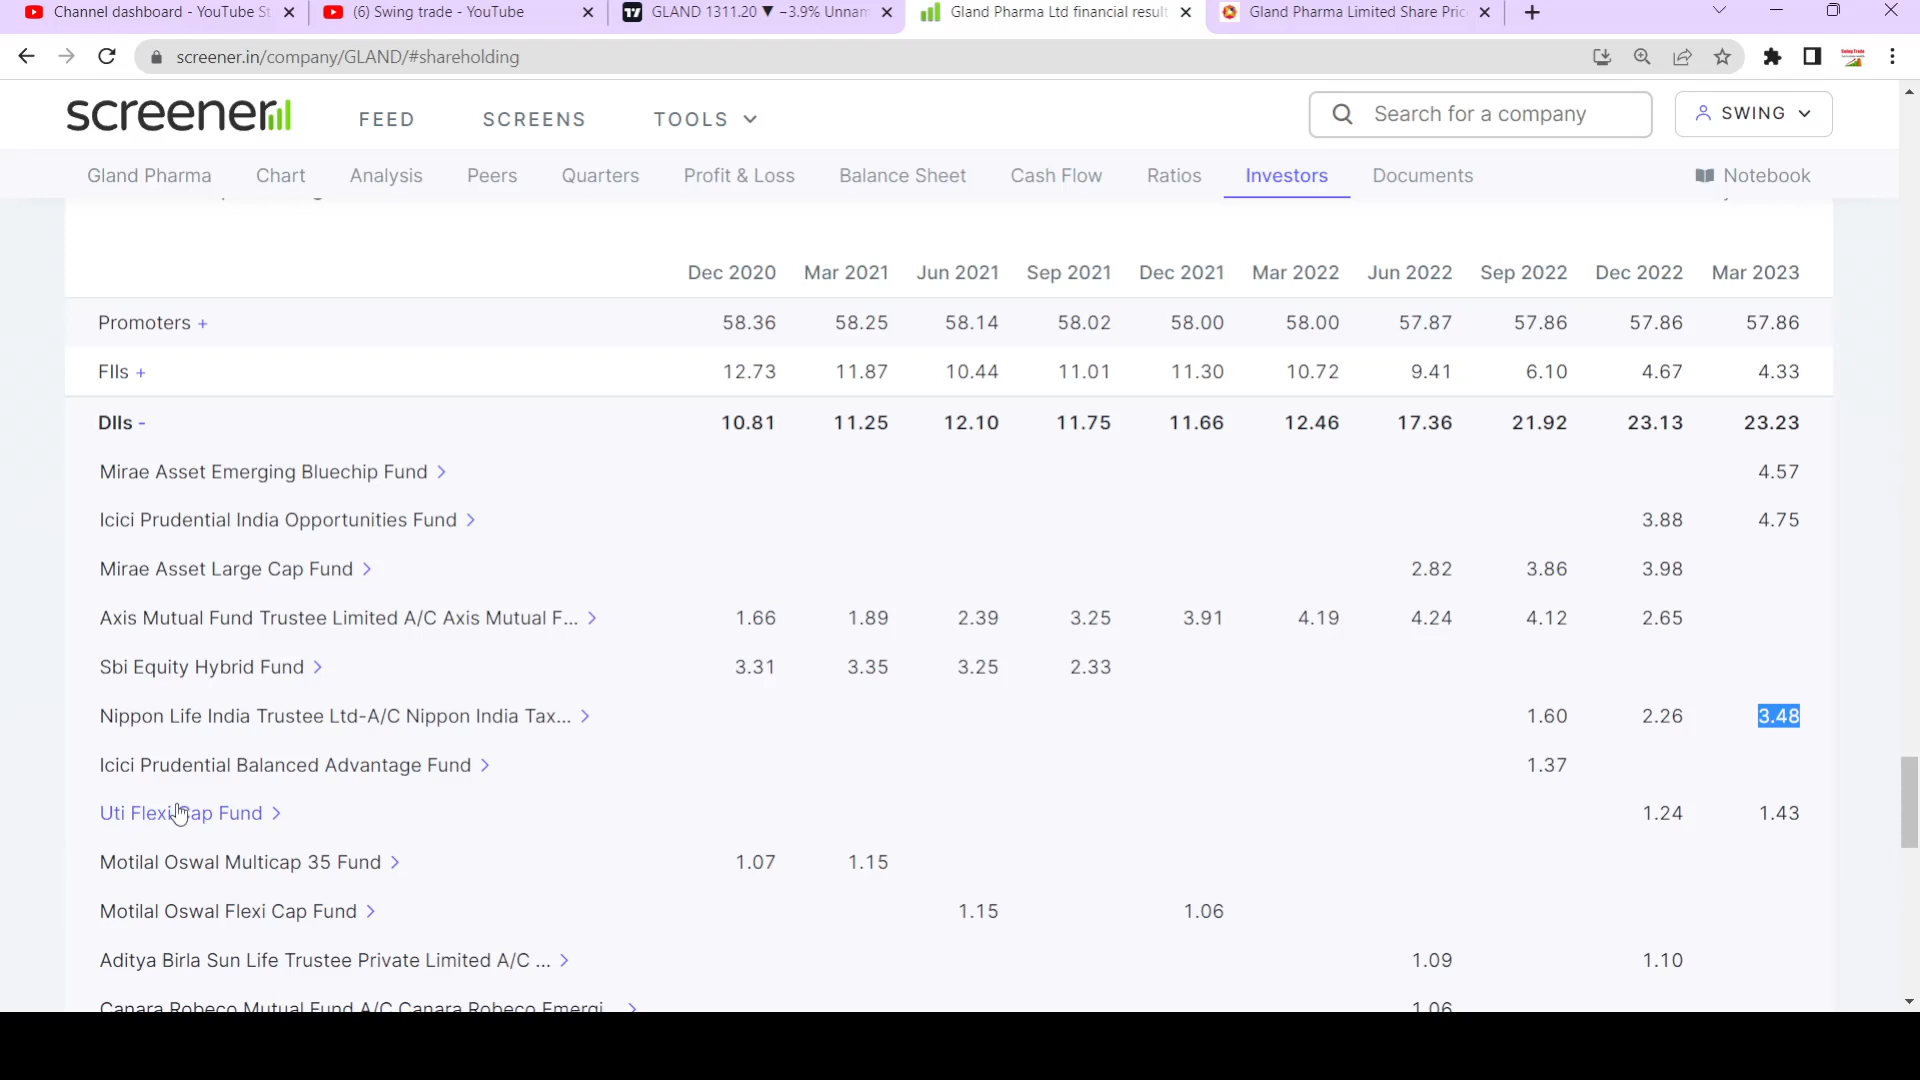 Channel dashboard - YouTube St
(6) Swing trade - YouTube
GLAND 1311.20 ▼ −3.9% Unnam
Gland Pharma Ltd financial result
Gland Pharma Limited Share Pric
screener.in/company/GLAND/#shareholding
screener
FEED SCREENS TOOLS
Search for a company
SWING
Gland Pharma Chart Analysis Peers Quarters Profit & Loss Balance Sheet Cash Flow Ratios Investors Documents Notebook
Dec 2020 Mar 2021 Jun 2021 Sep 2021 Dec 2021 Mar 2022 Jun 2022 Sep 2022 Dec 2022 Mar 2023
Promoters + 58.36 58.25 58.14 58.02 58.00 58.00 57.87 57.86 57.86 57.86
FIIs + 12.73 11.87 10.44 11.01 11.30 10.72 9.41 6.10 4.67 4.33
DIIs - 10.81 11.25 12.10 11.75 11.66 12.46 17.36 21.92 23.13 23.23
Mirae Asset Emerging Bluechip Fund 4.57
Icici Prudential India Opportunities Fund 3.88 4.75
Mirae Asset Large Cap Fund 2.82 3.86 3.98
Axis Mutual Fund Trustee Limited A/C Axis Mutual F... 1.66 1.89 2.39 3.25 3.91 4.19 4.24 4.12 2.65
Sbi Equity Hybrid Fund 3.31 3.35 3.25 2.33
Nippon Life India Trustee Ltd-A/C Nippon India Tax... 1.60 2.26 3.48
Icici Prudential Balanced Advantage Fund 1.37
Uti Flexi Cap Fund 1.24 1.43
Motilal Oswal Multicap 35 Fund 1.07 1.15
Motilal Oswal Flexi Cap Fund 1.15 1.06
Aditya Birla Sun Life Trustee Private Limited A/C ... 1.09 1.10
Canara Robeco Mutual Fund A/C Canara Robeco Emergi... 1.06